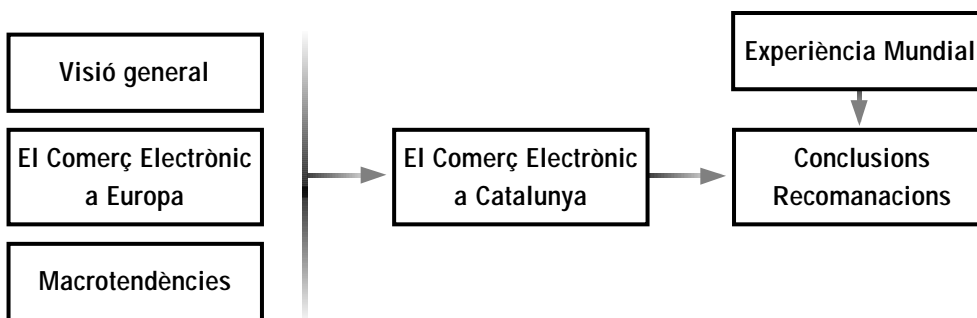 Visió general
El Comerç Electrònic
a Europa
Macrotendències
El Comerç Electrònic
a Catalunya
Experiència Mundial
Conclusions
Recomanacions